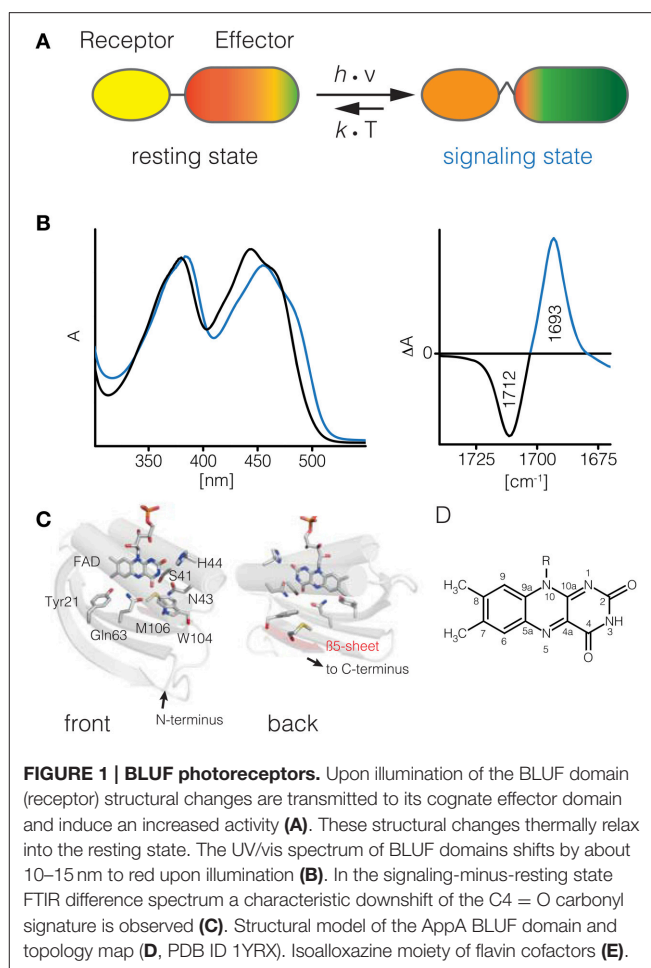 A
Receptor Effector
h·ν
k·T
resting state signaling state
B
A
350 400 450 500
[nm]
ΔA
0
1712
1693
1725 1700 1675
[cm⁻¹]
C
FAD
H44
S41
Tyr21
N43
Gln63
M106
W104
N-terminus
front
ß5-sheet
to C-terminus
back
D
R
H₃C
H₃C
9
8
7
6
9a
5a
N
10
N
5
10a
4a
N
1
2
O
NH
3
4
O
FIGURE 1 | BLUF photoreceptors. Upon illumination of the BLUF domain
(receptor) structural changes are transmitted to its cognate effector domain
and induce an increased activity (A). These structural changes thermally relax
into the resting state. The UV/vis spectrum of BLUF domains shifts by about
10–15 nm to red upon illumination (B). In the signaling-minus-resting state
FTIR difference spectrum a characteristic downshift of the C4 = O carbonyl
signature is observed (C). Structural model of the AppA BLUF domain and
topology map (D, PDB ID 1YRX). Isoalloxazine moiety of flavin cofactors (E).